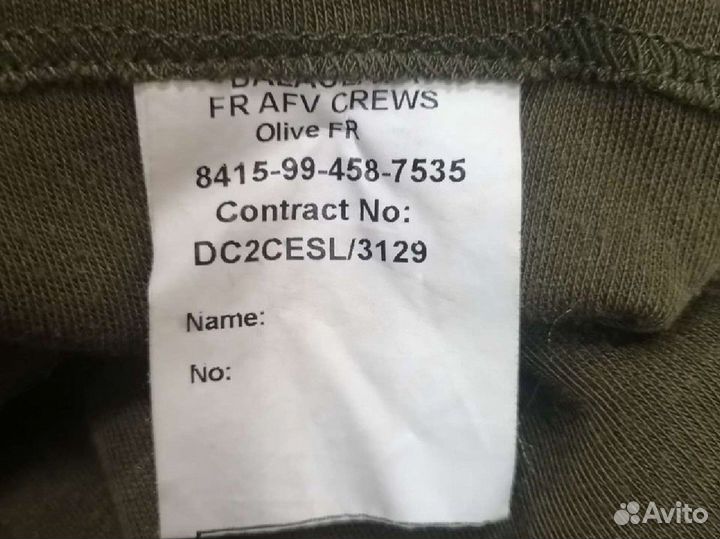 FR AFV CREWS
Olive FR
8415-99-458-7535
Contract No:
DC2CESL/3129
Name:
No:
Avito